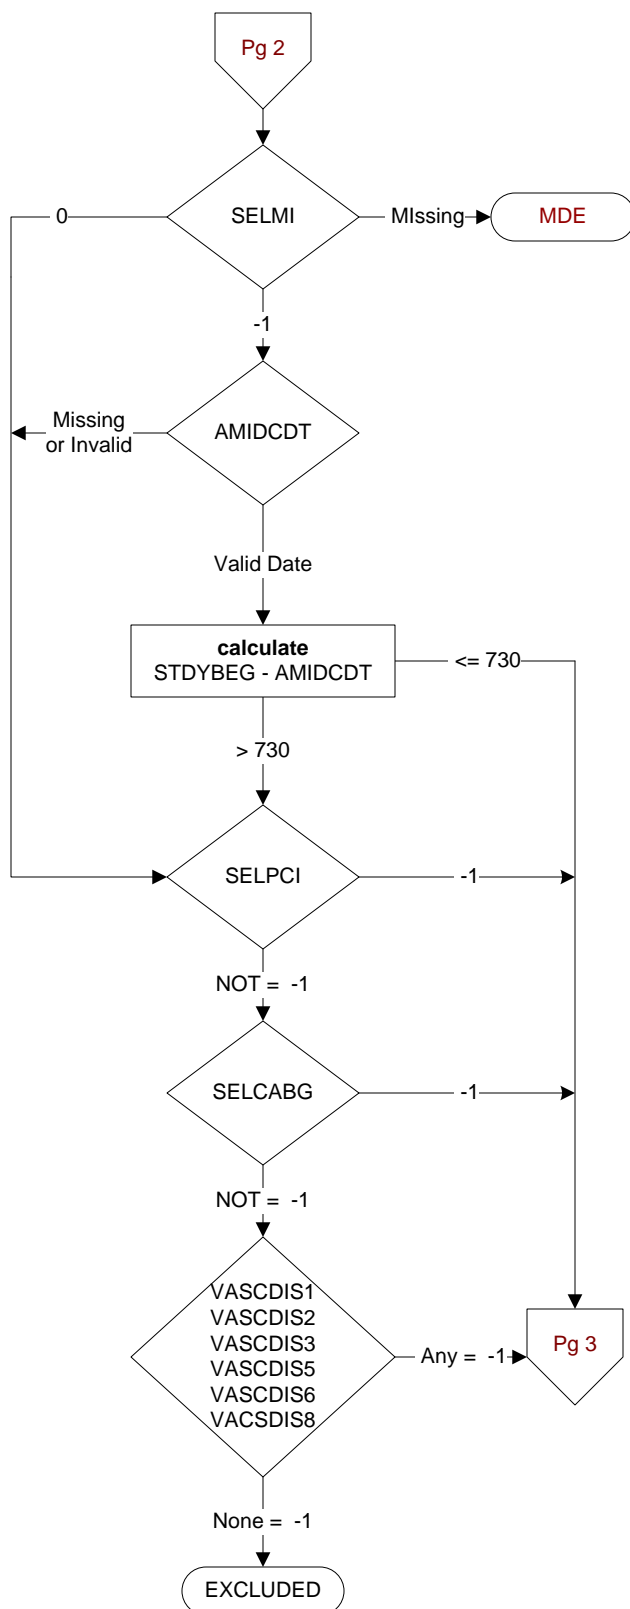 Pg 2
SELMI
0
MIssing
MDE
-1
AMIDCDT
Missing
or Invalid
Valid Date
calculate
STDYBEG - AMIDCDT
<= 730
> 730
SELPCI
-1
NOT = -1
SELCABG
-1
NOT = -1
VASCDIS1
VASCDIS2
VASCDIS3
VASCDIS5
VASCDIS6
VACSDIS8
Any = -1
Pg 3
None = -1
EXCLUDED